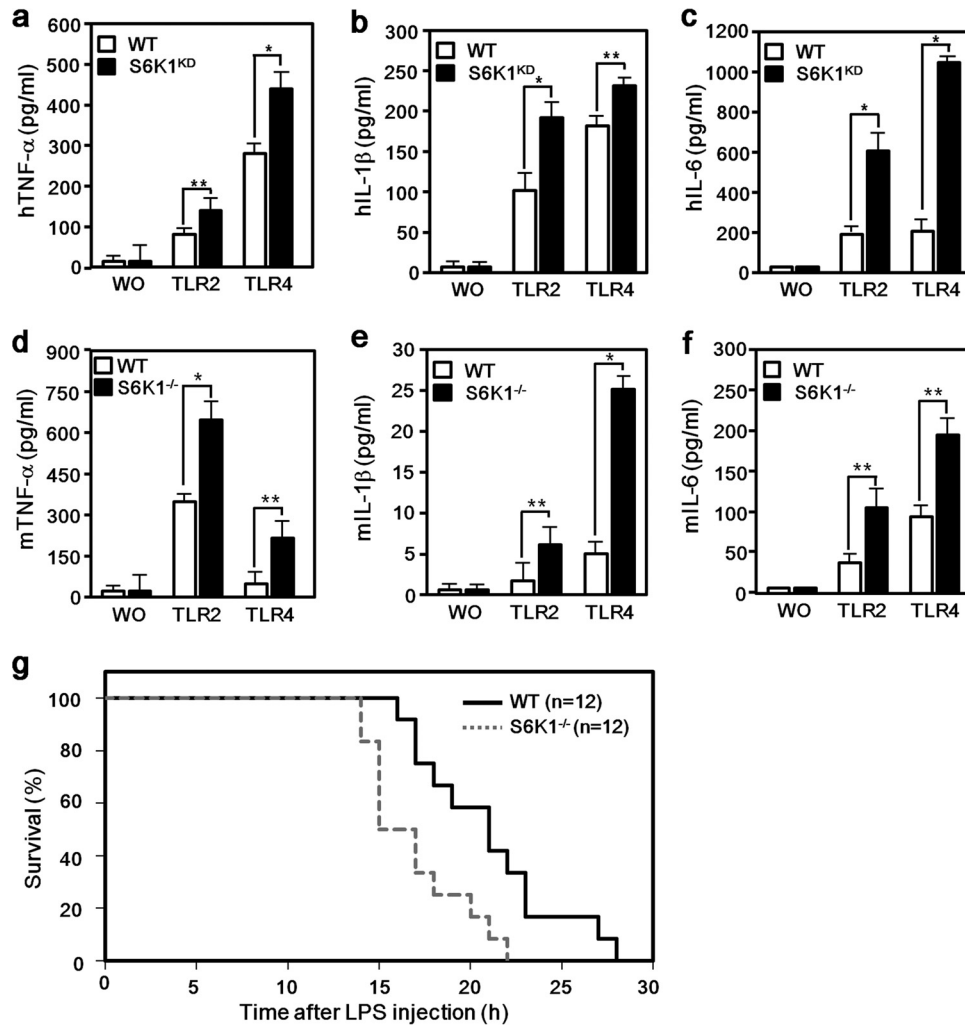 a
hTNF-α (pg/ml)
600
500
400
300
200
100
0
WT
S6K1KD
**
*
WO TLR2 TLR4
b
hIL-1β (pg/ml)
300
250
200
150
100
50
0
WT
S6K1KD
*
**
WO TLR2 TLR4
c
hIL-6 (pg/ml)
1200
1000
800
600
400
200
0
WT
S6K1KD
*
*
WO TLR2 TLR4
d
mTNF-α (pg/ml)
900
750
600
450
300
150
0
WT
S6K1-/-
*
**
WO TLR2 TLR4
e
mIL-1β (pg/ml)
30
25
20
15
10
5
0
WT
S6K1-/-
**
*
WO TLR2 TLR4
f
mIL-6 (pg/ml)
300
250
200
150
100
50
0
WT
S6K1-/-
**
**
WO TLR2 TLR4
g
Survival (%)
100
80
60
40
20
0
WT (n=12)
S6K1-/- (n=12)
0 5 10 15 20 25 30
Time after LPS injection (h)